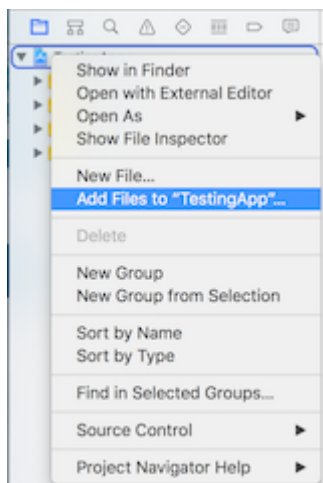 Show in Finder
Open with External Editor
Open As
Show File Inspector
New File...
Add Files to “TestingApp”...
Delete
New Group
New Group from Selection
Sort by Name
Sort by Type
Find in Selected Groups...
Source Control
Project Navigator Help